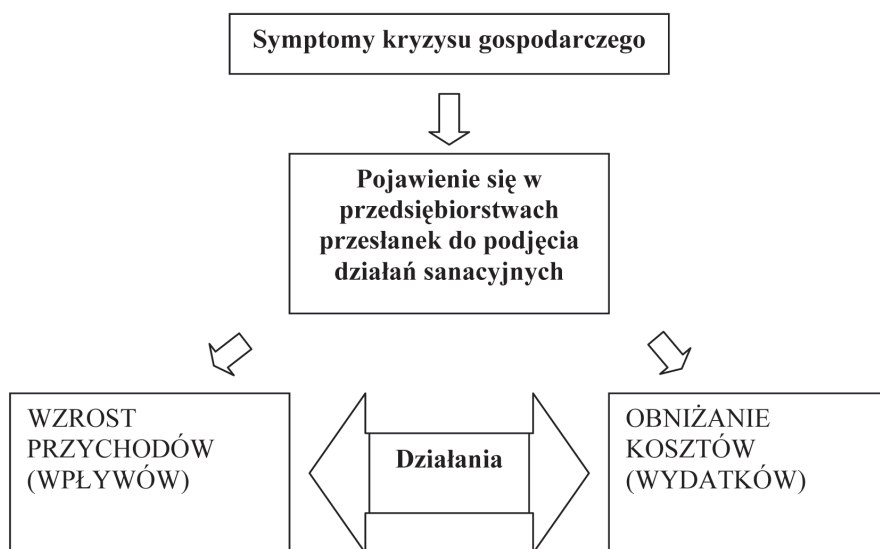 Symptomy kryzysu gospodarczego
Pojawienie się w
przedsiębiorstwach
przesłanek do podjęcia
działań sanacyjnych
WZROST
PRZYCHODÓW
(WPŁYWÓW)
Działania
OBNIŻANIE
KOSZTÓW
(WYDATKÓW)